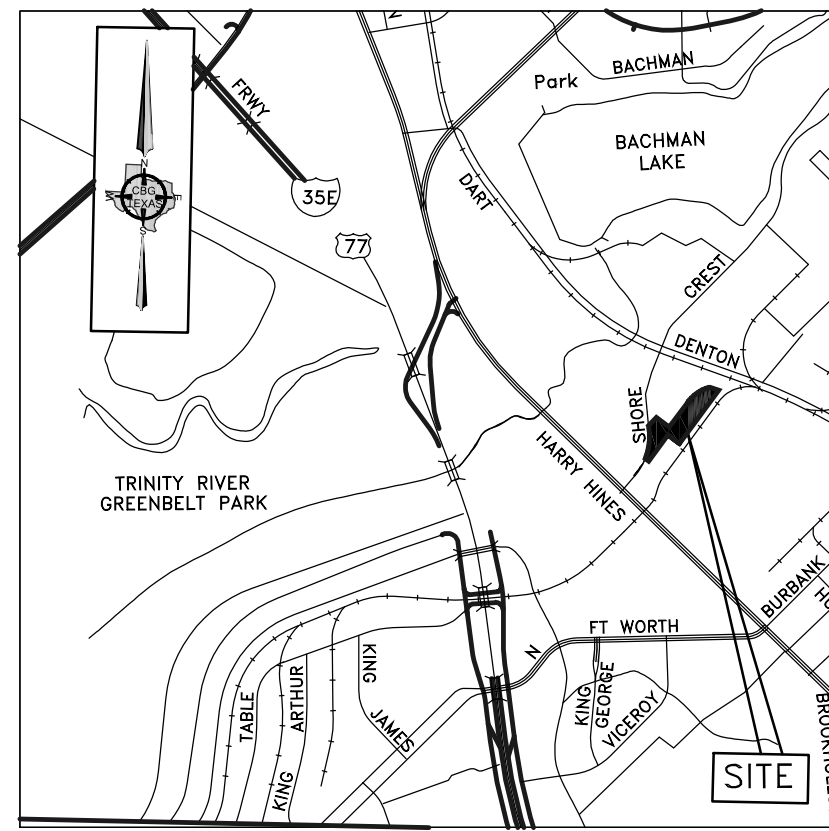 N
BACHMAN
Park
FRWY
BACHMAN
LAKE
N
CBG
TEXAS
W
E
S
35E
DART
77
CREST
DENTON
SHORE
HARRY HINES
TRINITY RIVER
GREENBELT PARK
BURBANK
FT WORTH
N
KING
KING
GEORGE
VICEROY
TABLE
ARTHUR
JAMES
KING
SITE